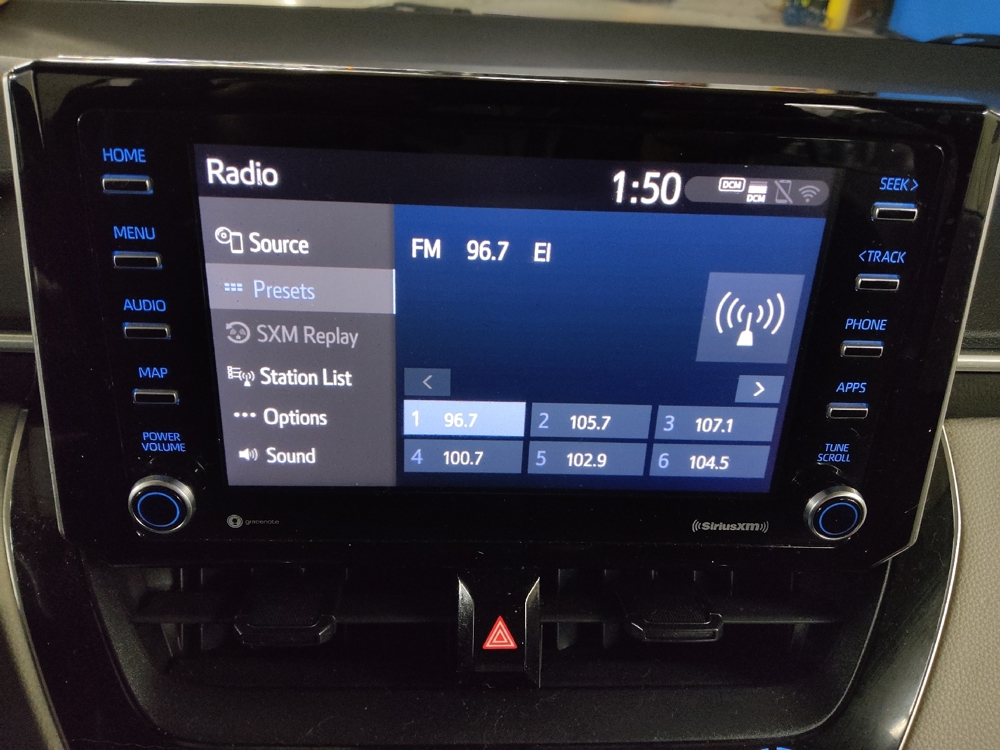 HOME
MENU
AUDIO
MAP
POWER
VOLUME
Radio
1:50
DCM
DCM
Source
Presets
SXM Replay
Station List
Options
Sound
FM 96.7 EI
<
>
1 96.7
2 105.7
3 107.1
4 100.7
5 102.9
6 104.5
SEEK>
<TRACK
PHONE
APPS
TUNE
SCROLL
gracenote
SiriusXM